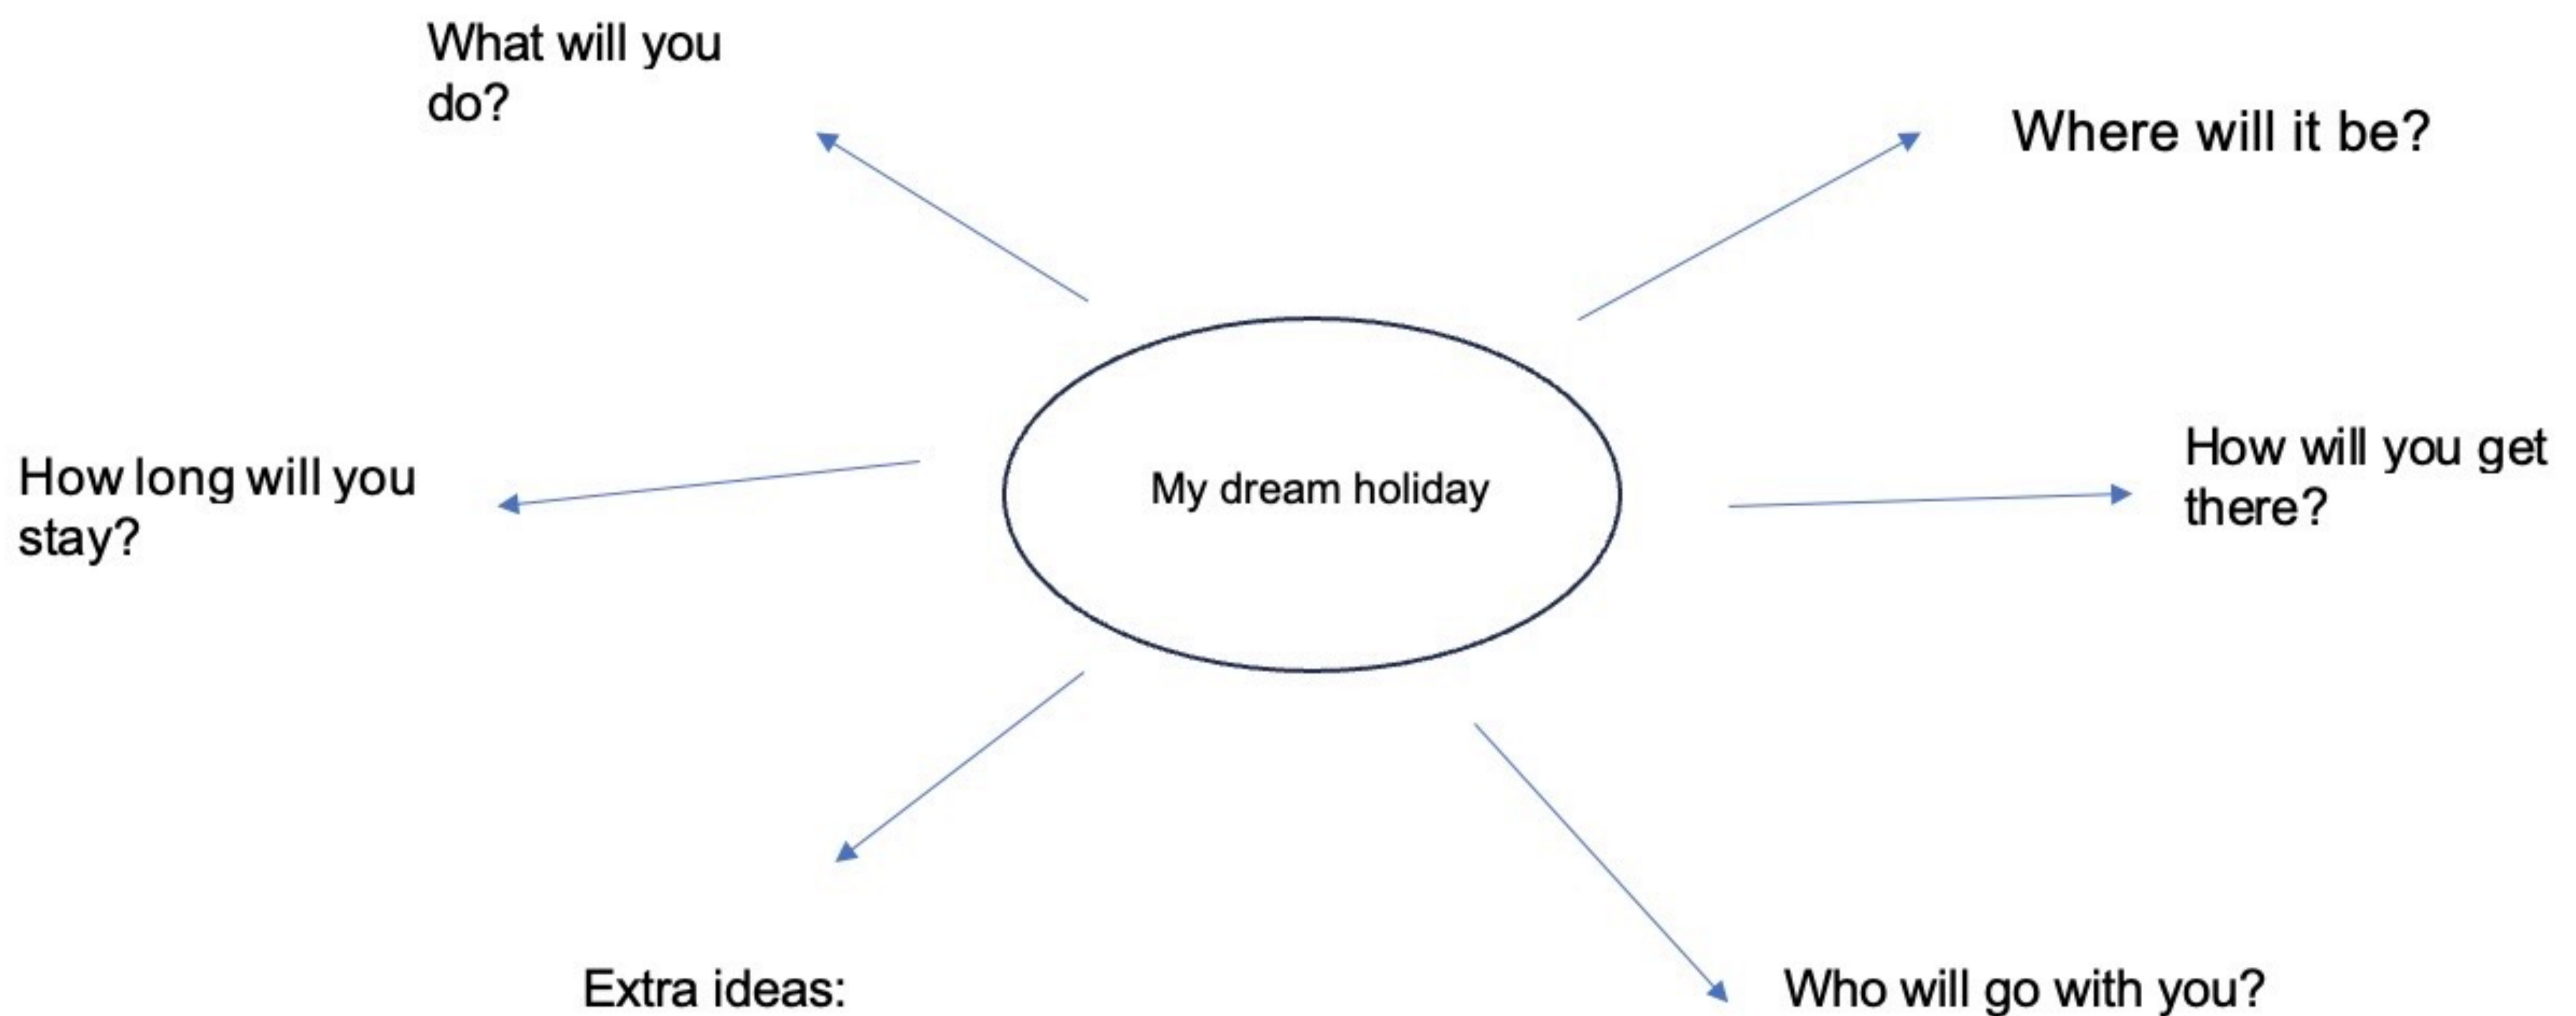 What will you
do?
Where will it be?
How long will you
stay?
My dream holiday
How will you get
there?
Extra ideas:
Who will go with you?